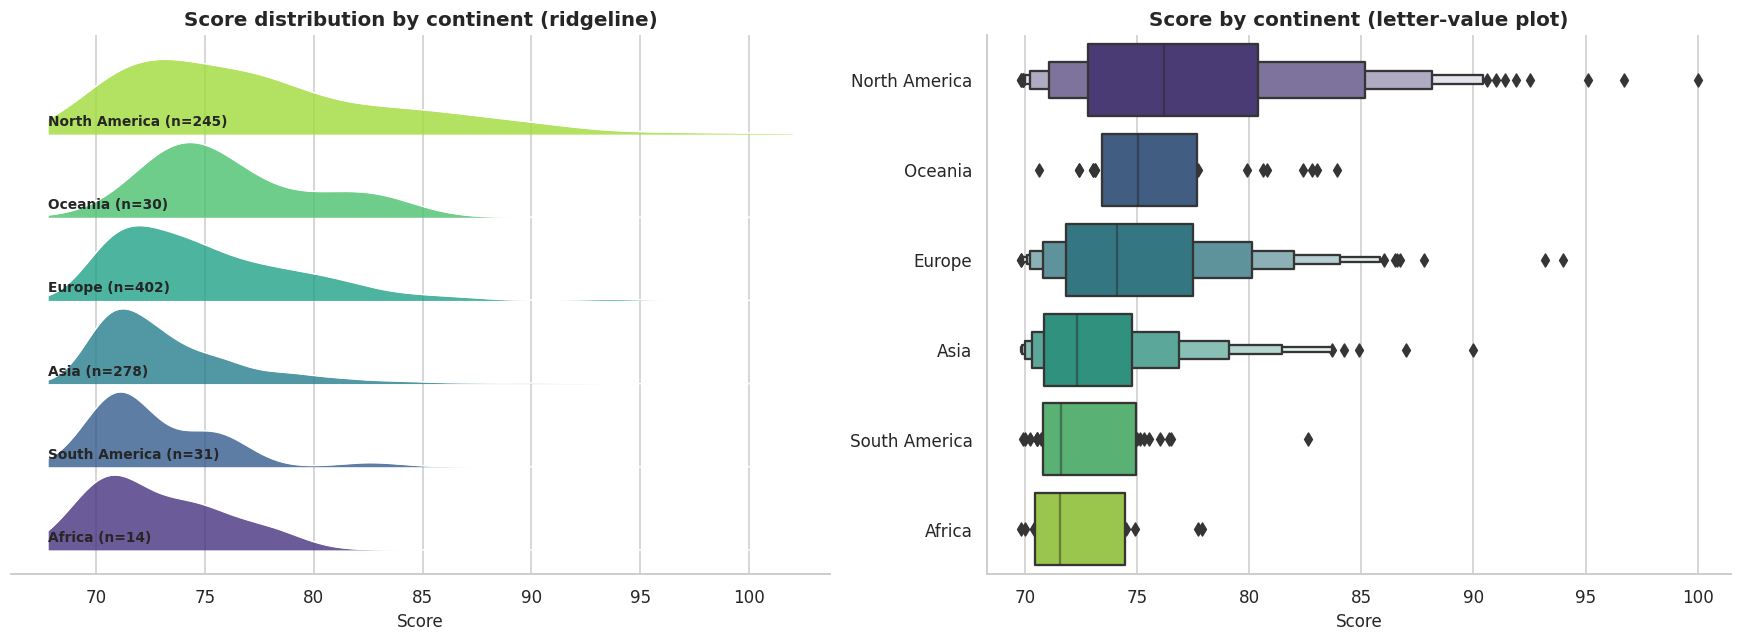 Score distribution by continent (ridgeline)
North America (n=245)
Oceania (n=30)
Europe (n=402)
Asia (n=278)
South America (n=31)
Africa (n=14)
70 75 80 85 90 95 100
Score
Score by continent (letter-value plot)
North America
Oceania
Europe
Asia
South America
Africa
70 75 80 85 90 95 100
Score